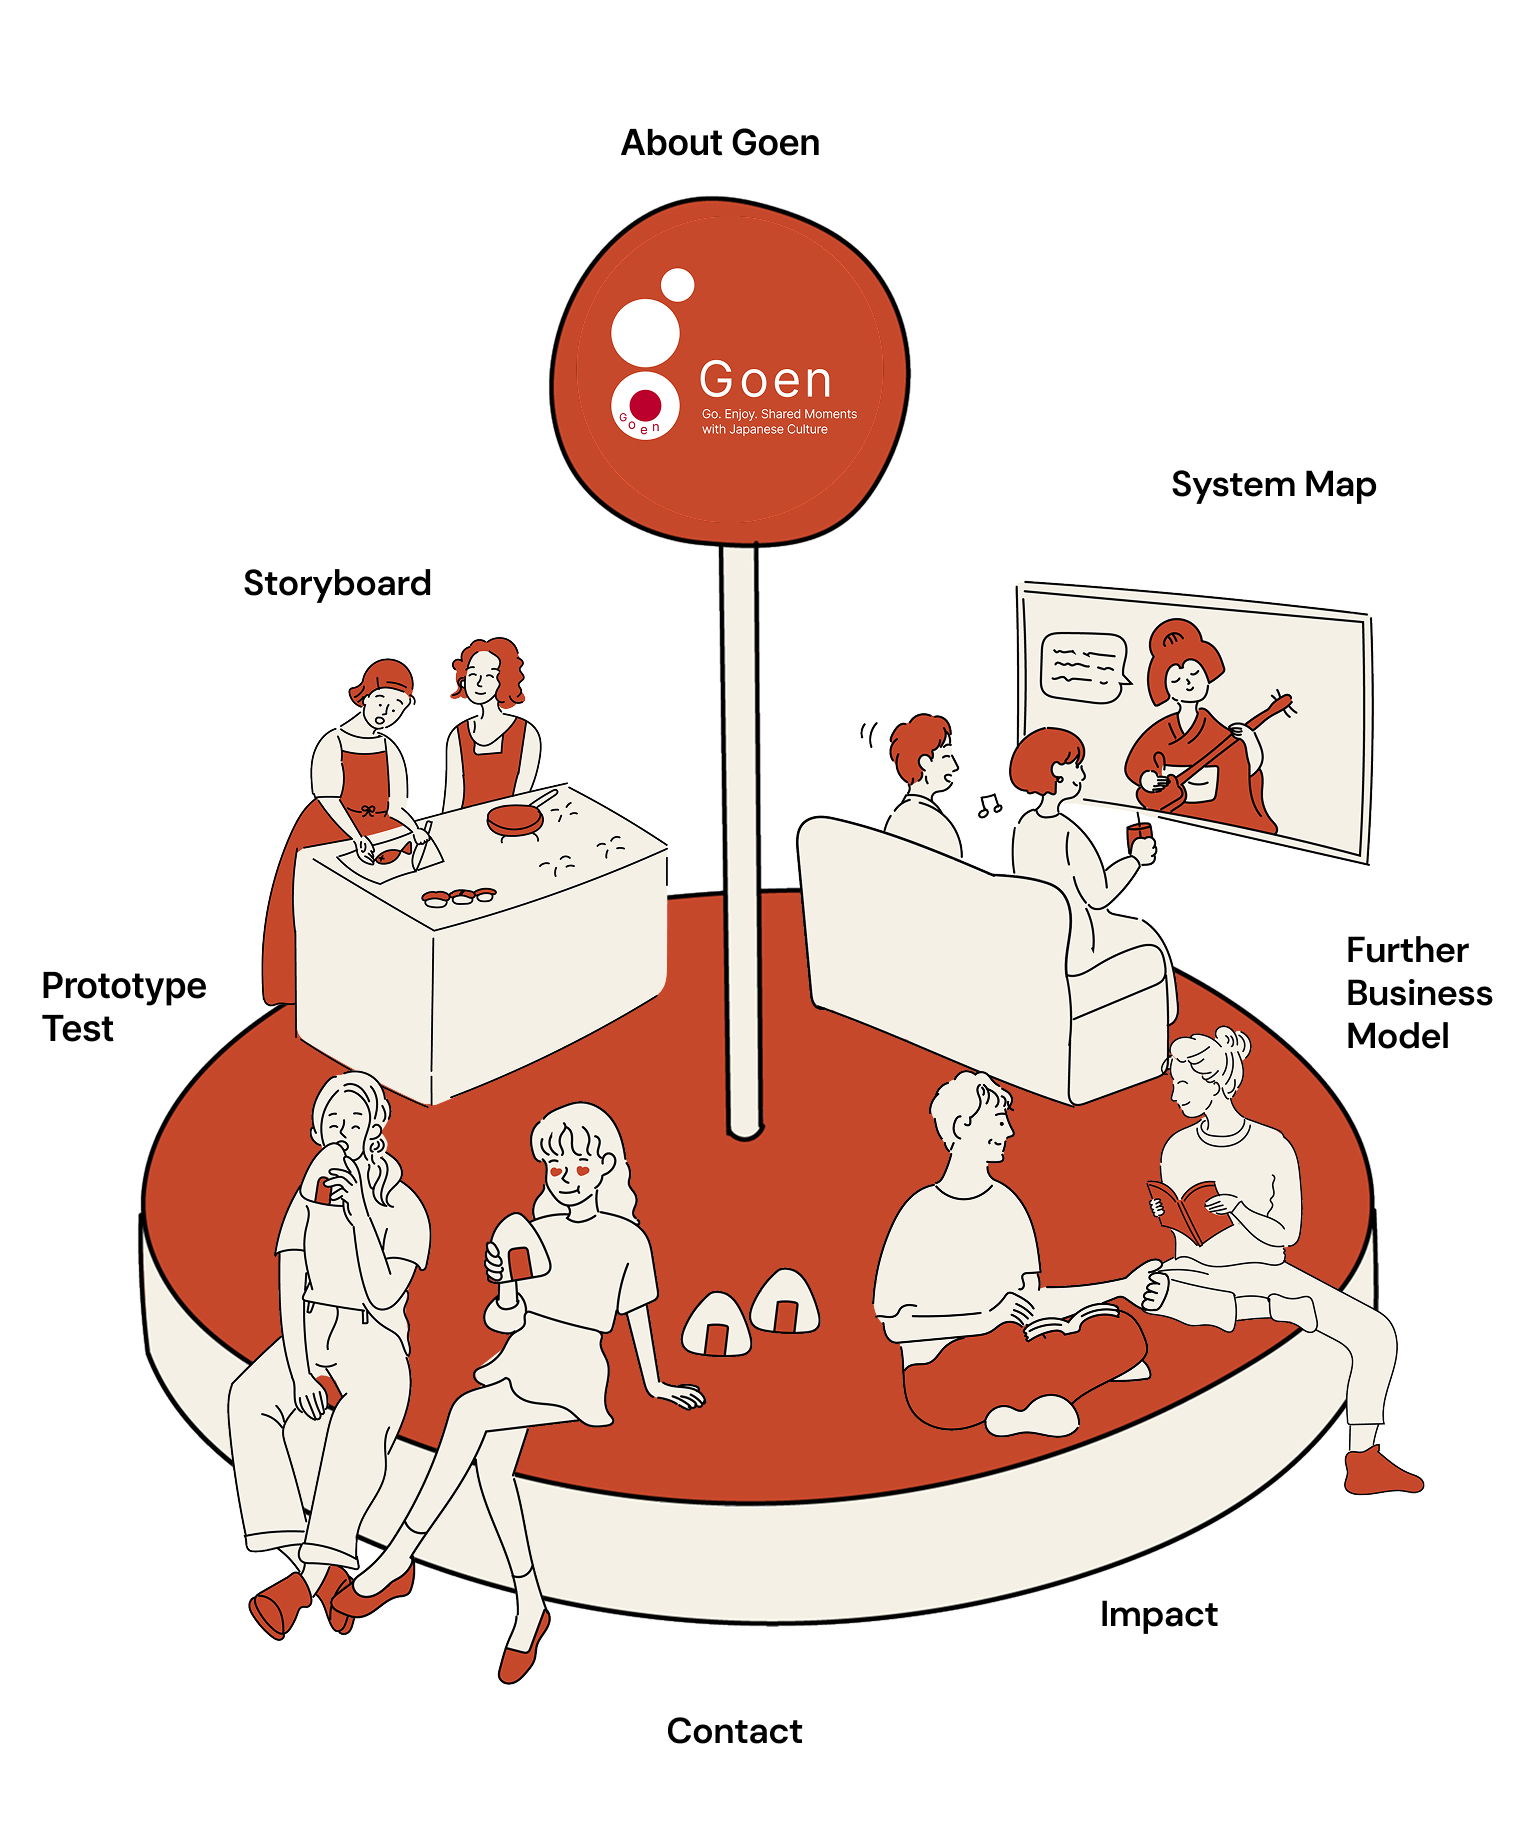 About Goen
Goen
Go. Enjoy. Shared Moments
with Japanese Culture
Goen
System Map
Storyboard
Further
Business
Model
Prototype
Test
Impact
Contact